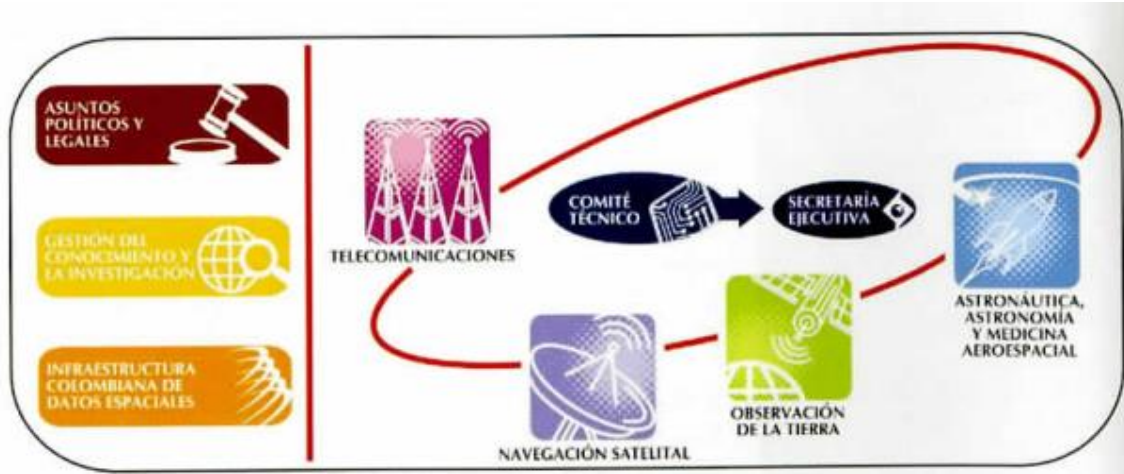 ASUNTOS
POLÍTICOS Y
LEGALES
GESTIÓN DEL
CONOCIMIENTO Y
LA INVESTIGACIÓN
INFRAESTRUCTURA
COLOMBIANA DE
DATOS ESPACIALES
TELECOMUNICACIONES
COMITÉ
TÉCNICO
SECRETARÍA
EJECUTIVA
NAVEGACIÓN SATELITAL
OBSERVACIÓN
DE LA TIERRA
ASTRONÁUTICA,
ASTRONOMÍA
Y MEDICINA
AEROESPACIAL